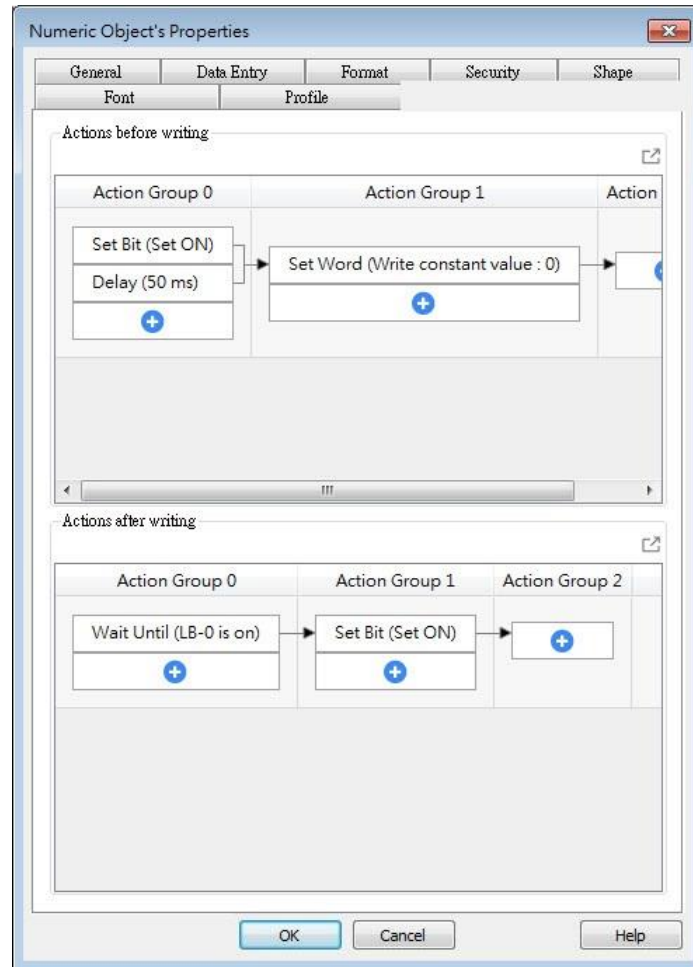 Numeric Object's Properties
General Data Entry Format Security Shape
Font Profile
Actions before writing
Action Group 0 Action Group 1 Action
Set Bit (Set ON)
Delay (50 ms)
Set Word (Write constant value : 0)
Actions after writing
Action Group 0 Action Group 1 Action Group 2
Wait Until (LB-0 is on) Set Bit (Set ON)
OK Cancel Help